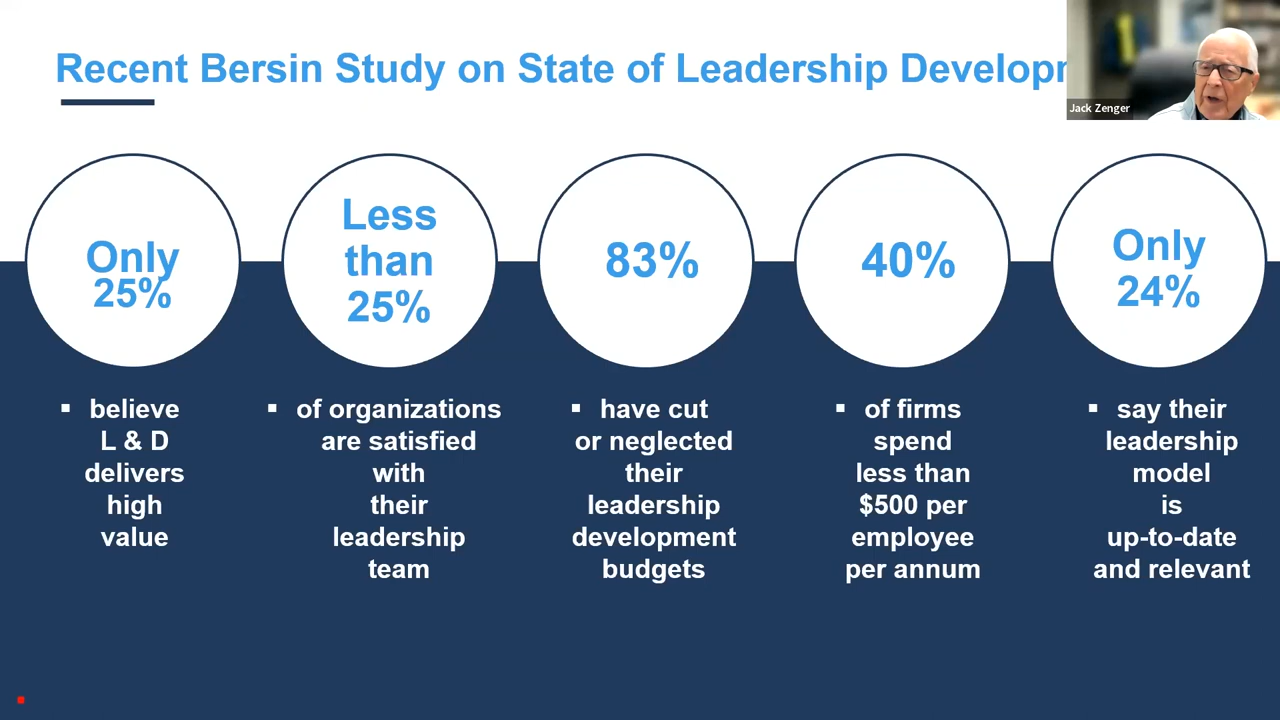 Recent Bersin Study on State of Leadership Develop
Jack Zenger
Only
25%
Less
than
25%
83%
40%
Only
24%
▪ believe
L & D
delivers
high
value
▪ of organizations
are satisfied
with
their
leadership
team
▪ have cut
or neglected
their
leadership
development
budgets
▪ of firms
spend
less than
$500 per
employee
per annum
▪ say their
leadership
model
is
up-to-date
and relevant